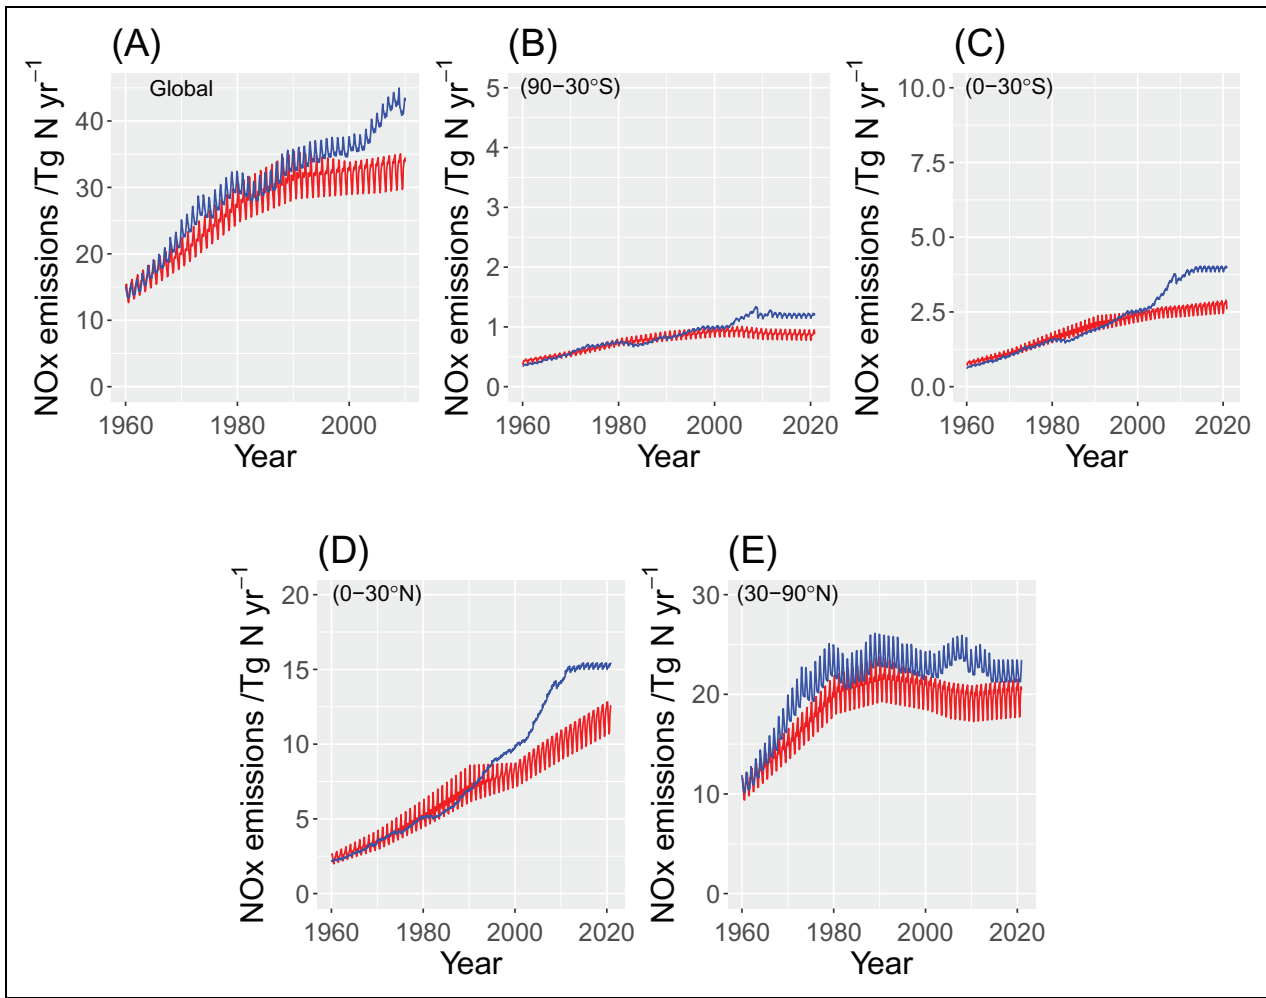 (A)
Global
NOx emissions /Tg N yr⁻¹
40
30
20
10
0
1960 1980 2000
Year
(B)
(90−30°S)
NOx emissions /Tg N yr⁻¹
5
4
3
2
1
0
1960 1980 2000 2020
Year
(C)
(0−30°S)
NOx emissions /Tg N yr⁻¹
10.0
7.5
5.0
2.5
0.0
1960 1980 2000 2020
Year
(D)
(0−30°N)
NOx emissions /Tg N yr⁻¹
20
15
10
5
0
1960 1980 2000 2020
Year
(E)
(30−90°N)
NOx emissions /Tg N yr⁻¹
30
20
10
0
1960 1980 2000 2020
Year